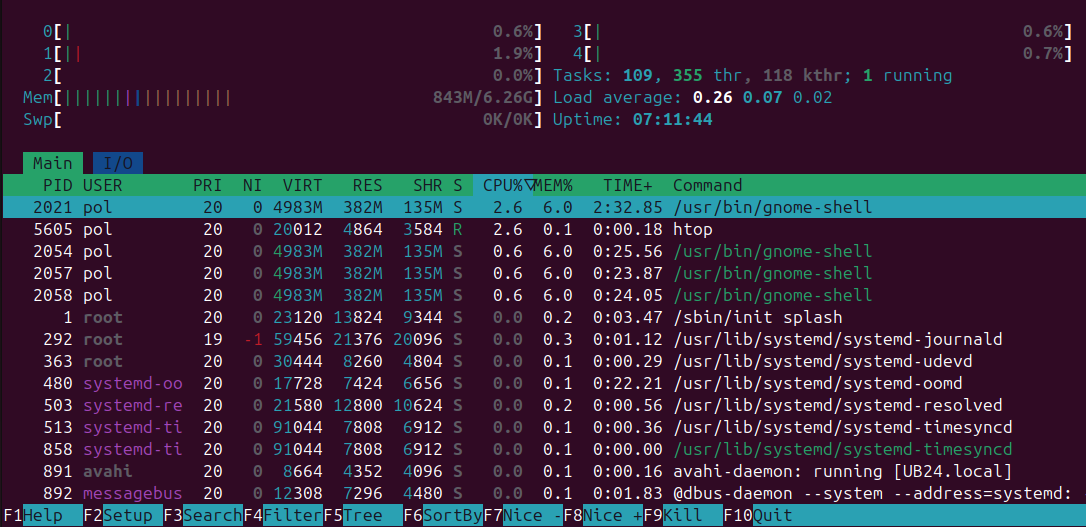 0[| 0.6%] 3[| 0.6%]
1[|| 1.9%] 4[| 0.7%]
2[ 0.0%] Tasks: 109, 355 thr, 118 kthr; 1 running
Mem[||||||||||||||||| 843M/6.26G] Load average: 0.26 0.07 0.02
Swp[ 0K/0K] Uptime: 07:11:44
Main I/O
PID USER PRI NI VIRT RES SHR S CPU%▽MEM% TIME+ Command
2021 pol 20 0 4983M 382M 135M S 2.6 6.0 2:32.85 /usr/bin/gnome-shell
5605 pol 20 0 20012 4864 3584 R 2.6 0.1 0:00.18 htop
2054 pol 20 0 4983M 382M 135M S 0.6 6.0 0:25.56 /usr/bin/gnome-shell
2057 pol 20 0 4983M 382M 135M S 0.6 6.0 0:23.87 /usr/bin/gnome-shell
2058 pol 20 0 4983M 382M 135M S 0.6 6.0 0:24.05 /usr/bin/gnome-shell
1 root 20 0 23120 13824 9344 S 0.0 0.2 0:03.47 /sbin/init splash
292 root 19 -1 59456 21376 20096 S 0.0 0.3 0:01.12 /usr/lib/systemd/systemd-journald
363 root 20 0 30444 8260 4804 S 0.0 0.1 0:00.29 /usr/lib/systemd/systemd-udevd
480 systemd-oo 20 0 17728 7424 6656 S 0.0 0.1 0:22.21 /usr/lib/systemd/systemd-oomd
503 systemd-re 20 0 21580 12800 10624 S 0.0 0.2 0:00.56 /usr/lib/systemd/systemd-resolved
513 systemd-ti 20 0 91044 7808 6912 S 0.0 0.1 0:00.36 /usr/lib/systemd/systemd-timesyncd
858 systemd-ti 20 0 91044 7808 6912 S 0.0 0.1 0:00.00 /usr/lib/systemd/systemd-timesyncd
891 avahi 20 0 8664 4352 4096 S 0.0 0.1 0:00.16 avahi-daemon: running [UB24.local]
892 messagebus 20 0 12308 7296 4480 S 0.0 0.1 0:01.83 @dbus-daemon --system --address=systemd:
F1Help F2Setup F3SearchF4FilterF5Tree F6SortByF7Nice -F8Nice +F9Kill F10Quit